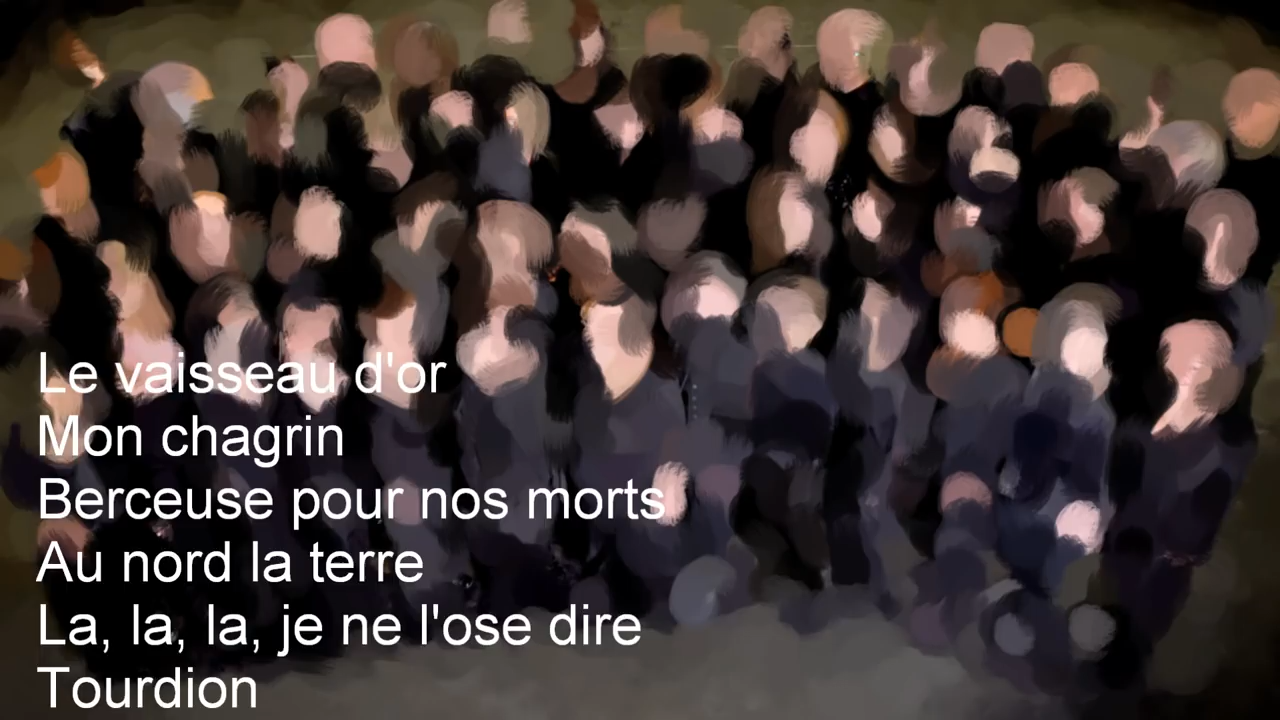 Le vaisseau d'or
Mon chagrin
Berceuse pour nos morts
Au nord la terre
La, la, la, je ne l'ose dire
Tourdion